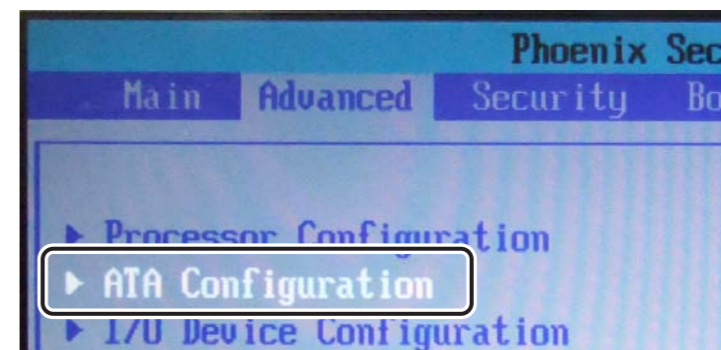 Phoenix Sec
Main Advanced Security Bo
Processor Configuration
ATA Configuration
I/O Device Configuration